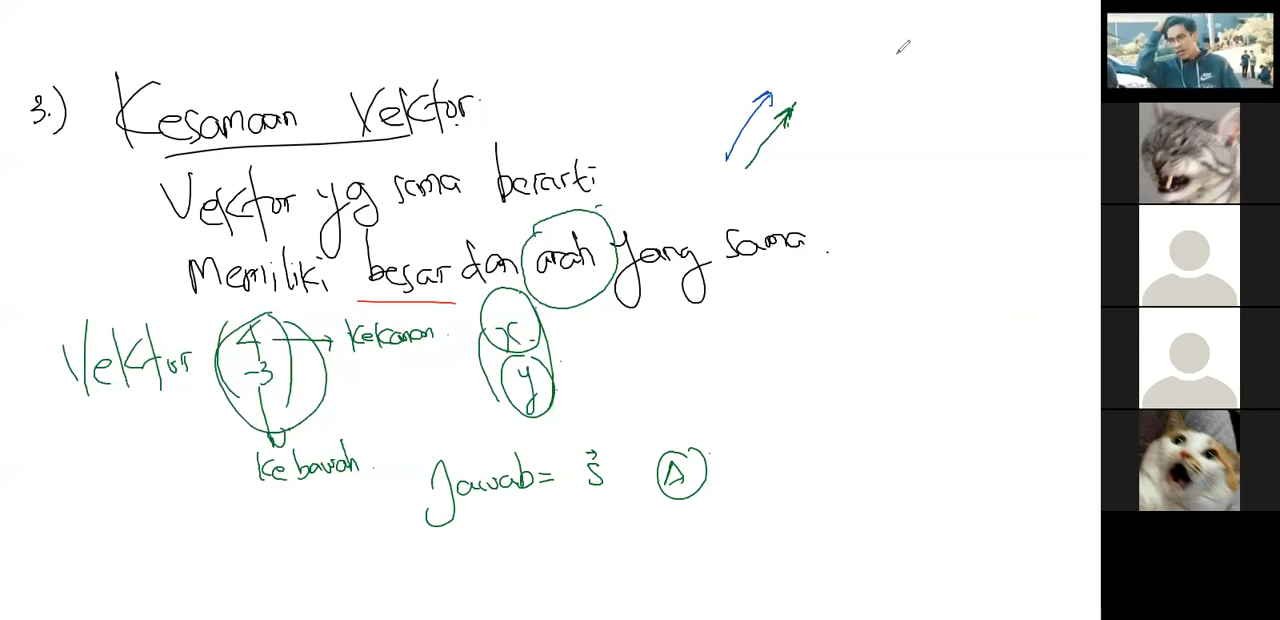 3.) Kesamaan Vektor.
Vektor yg sama berarti
Memiliki besar dan arah yang sama.
Vektor (4 -3) → kekanan. (x y)
ke bawah.
Jawab = s⃗ A